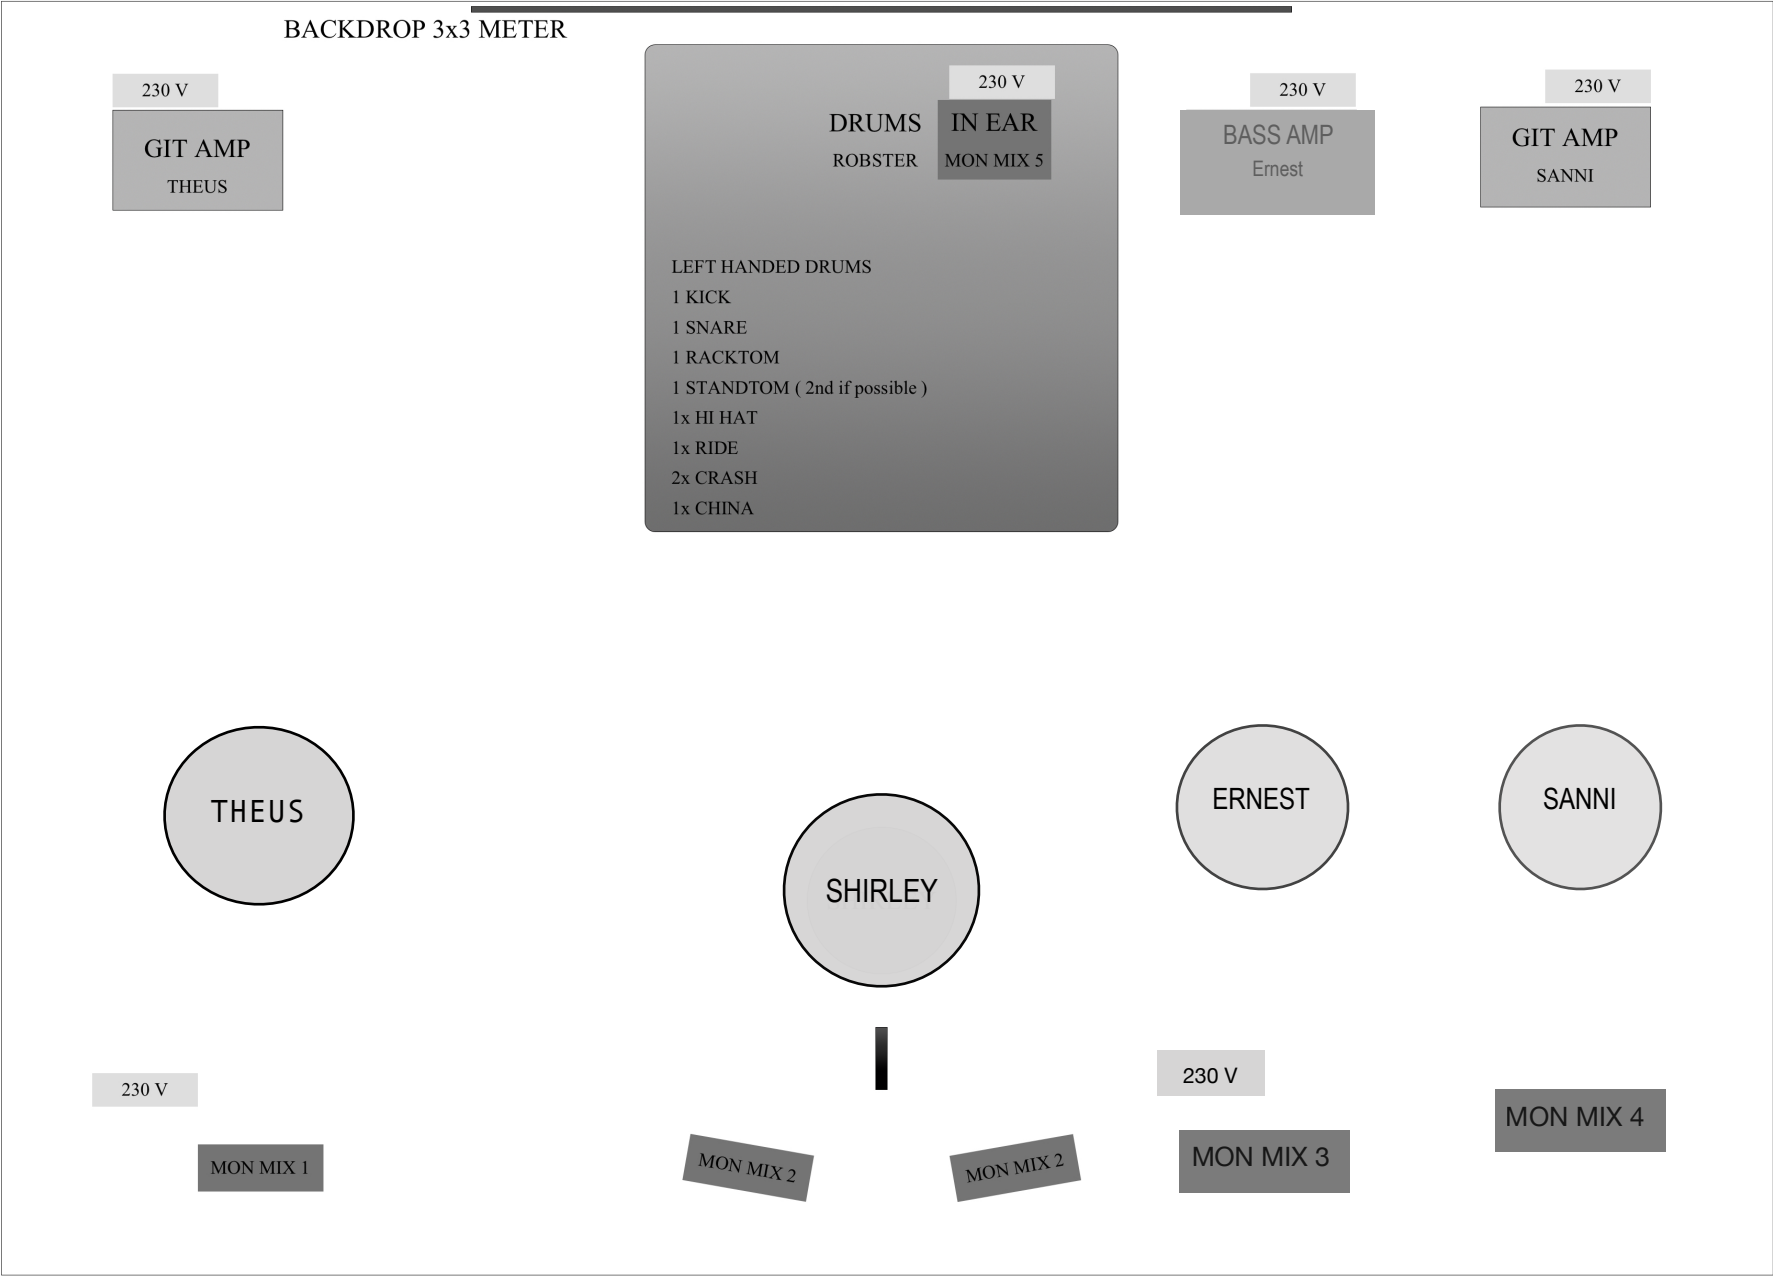 BACKDROP 3x3 METER
230 V
GIT AMP
THEUS
230 V
DRUMS
ROBSTER
IN EAR
MON MIX 5
LEFT HANDED DRUMS
1 KICK
1 SNARE
1 RACKTOM
1 STANDTOM ( 2nd if possible )
1x HI HAT
1x RIDE
2x CRASH
1x CHINA
230 V
BASS AMP
Ernest
230 V
GIT AMP
SANNI
THEUS
SHIRLEY
ERNEST
SANNI
230 V
MON MIX 1
MON MIX 2
MON MIX 2
230 V
MON MIX 3
MON MIX 4